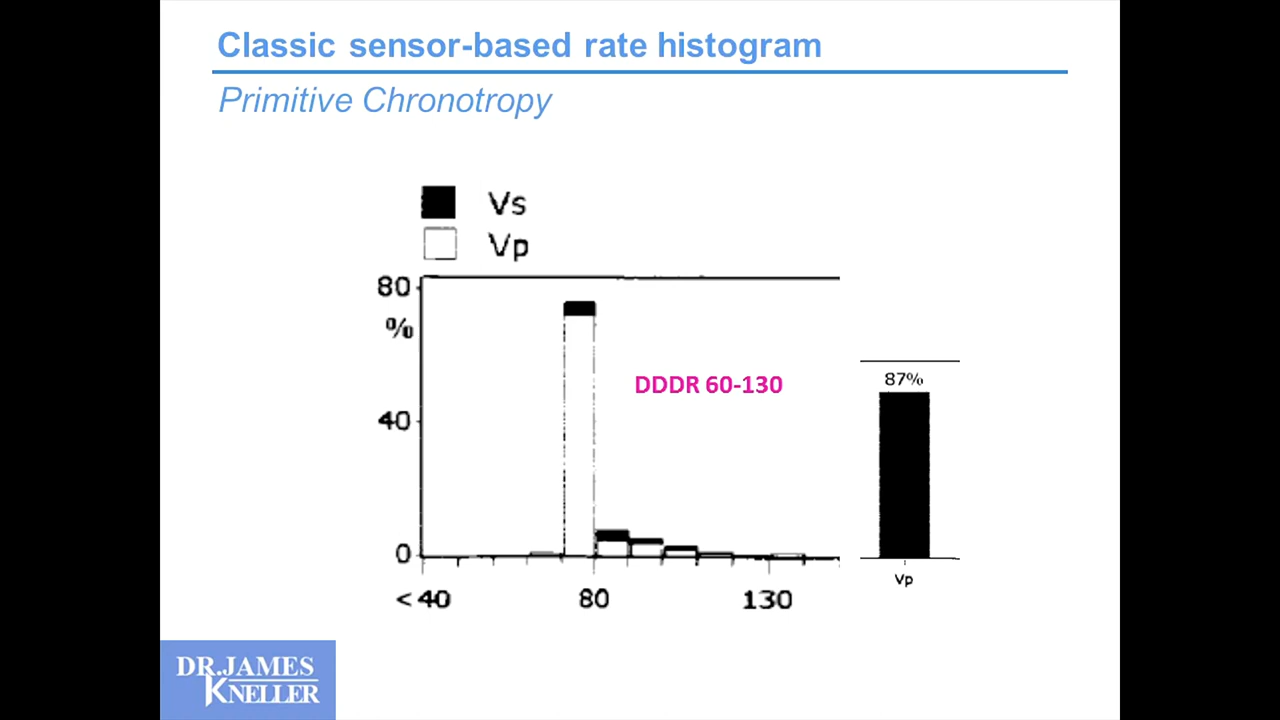 Classic sensor-based rate histogram
Primitive Chronotropy
Vs
Vp
80
%
DDDR 60-130
87%
40
0
Vp
<40
80
130
DR.JAMES
KNELLER